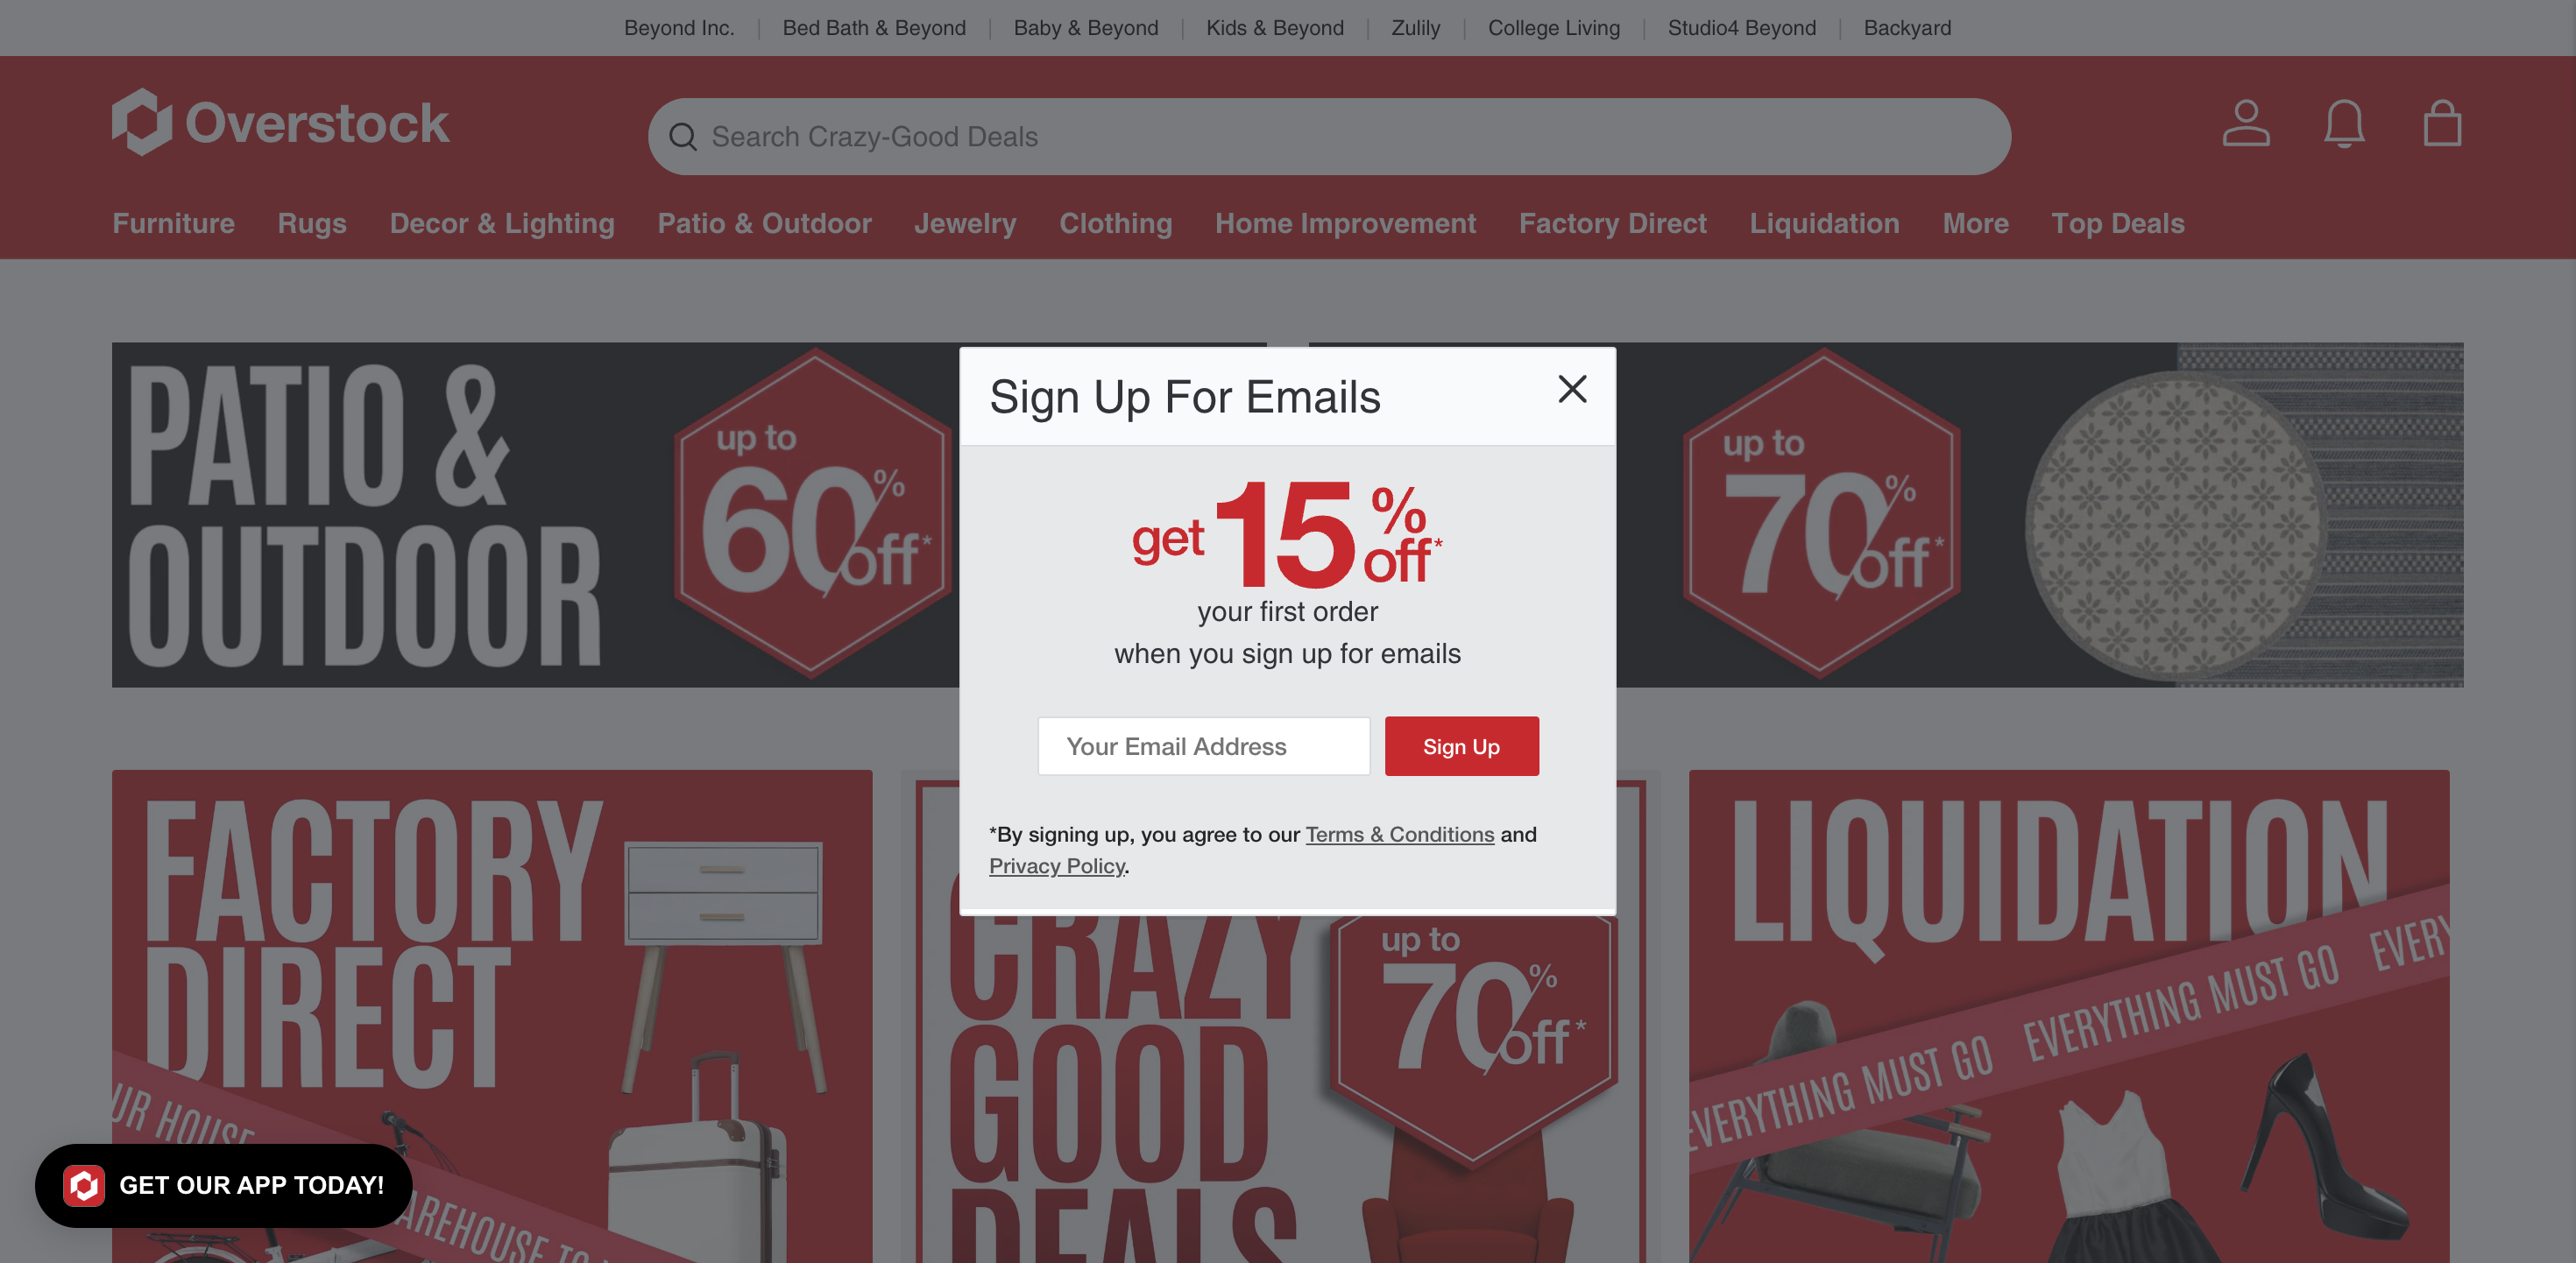 Beyond Inc. | Bed Bath & Beyond | Baby & Beyond | Kids & Beyond | Zulily | College Living | Studio4 Beyond | Backyard
Overstock
Search Crazy-Good Deals
Furniture Rugs Decor & Lighting Patio & Outdoor Jewelry Clothing Home Improvement Factory Direct Liquidation More Top Deals
PATIO &
OUTDOOR
up to
60% off*
up to
70% off*
Sign Up For Emails
get 15% off*
your first order
when you sign up for emails
Your Email Address
Sign Up
*By signing up, you agree to our Terms & Conditions and
Privacy Policy.
FACTORY
DIRECT
UR HOUSE
AREHOUSE TO
CRAZY
GOOD
DEALS
up to
70% off*
LIQUIDATION
EVERYTHING MUST GO EVERYTHING MUST GO EVERY
GET OUR APP TODAY!